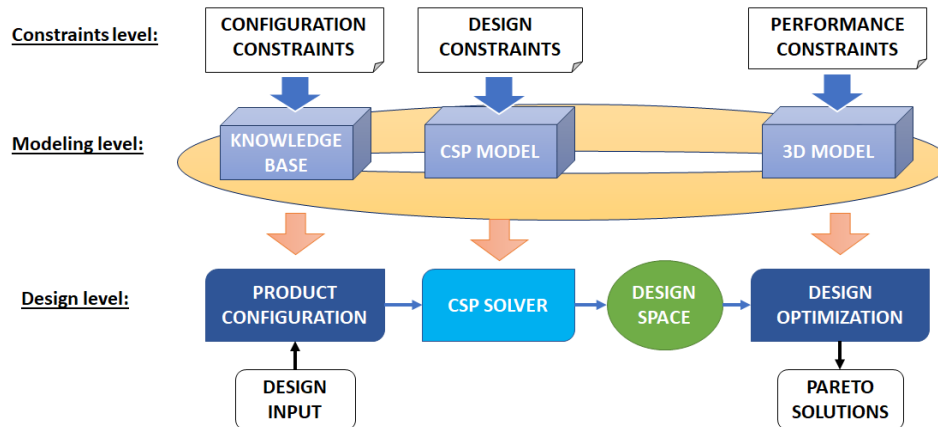 Constraints level:
CONFIGURATION
CONSTRAINTS
DESIGN
CONSTRAINTS
PERFORMANCE
CONSTRAINTS
Modeling level:
KNOWLEDGE
BASE
CSP MODEL
3D MODEL
Design level:
PRODUCT
CONFIGURATION
CSP SOLVER
DESIGN
SPACE
DESIGN
OPTIMIZATION
DESIGN
INPUT
PARETO
SOLUTIONS